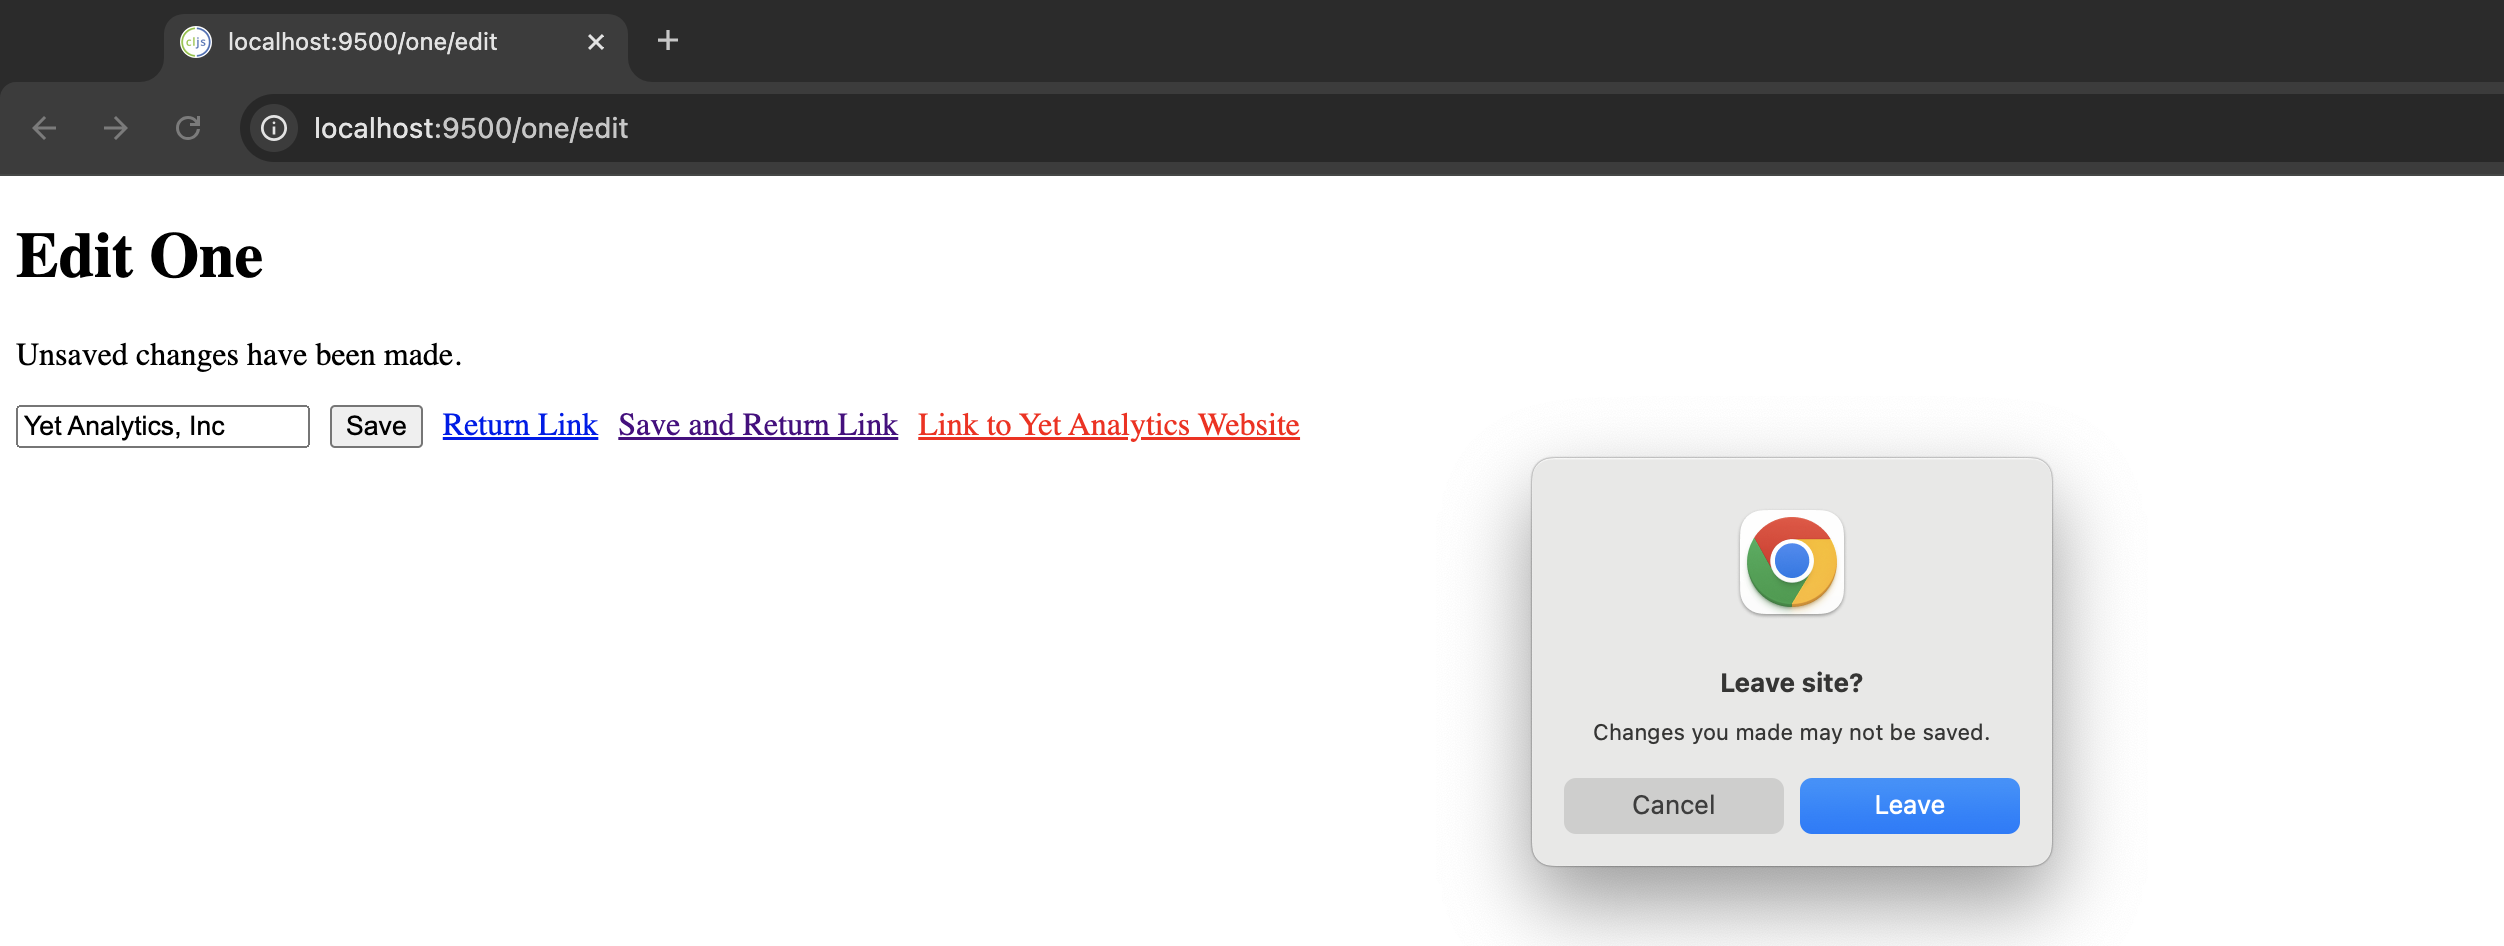 cljs localhost:9500/one/edit
localhost:9500/one/edit
Edit One
Unsaved changes have been made.
Yet Analytics, Inc Save Return Link Save and Return Link Link to Yet Analytics Website
Leave site?
Changes you made may not be saved.
Cancel Leave